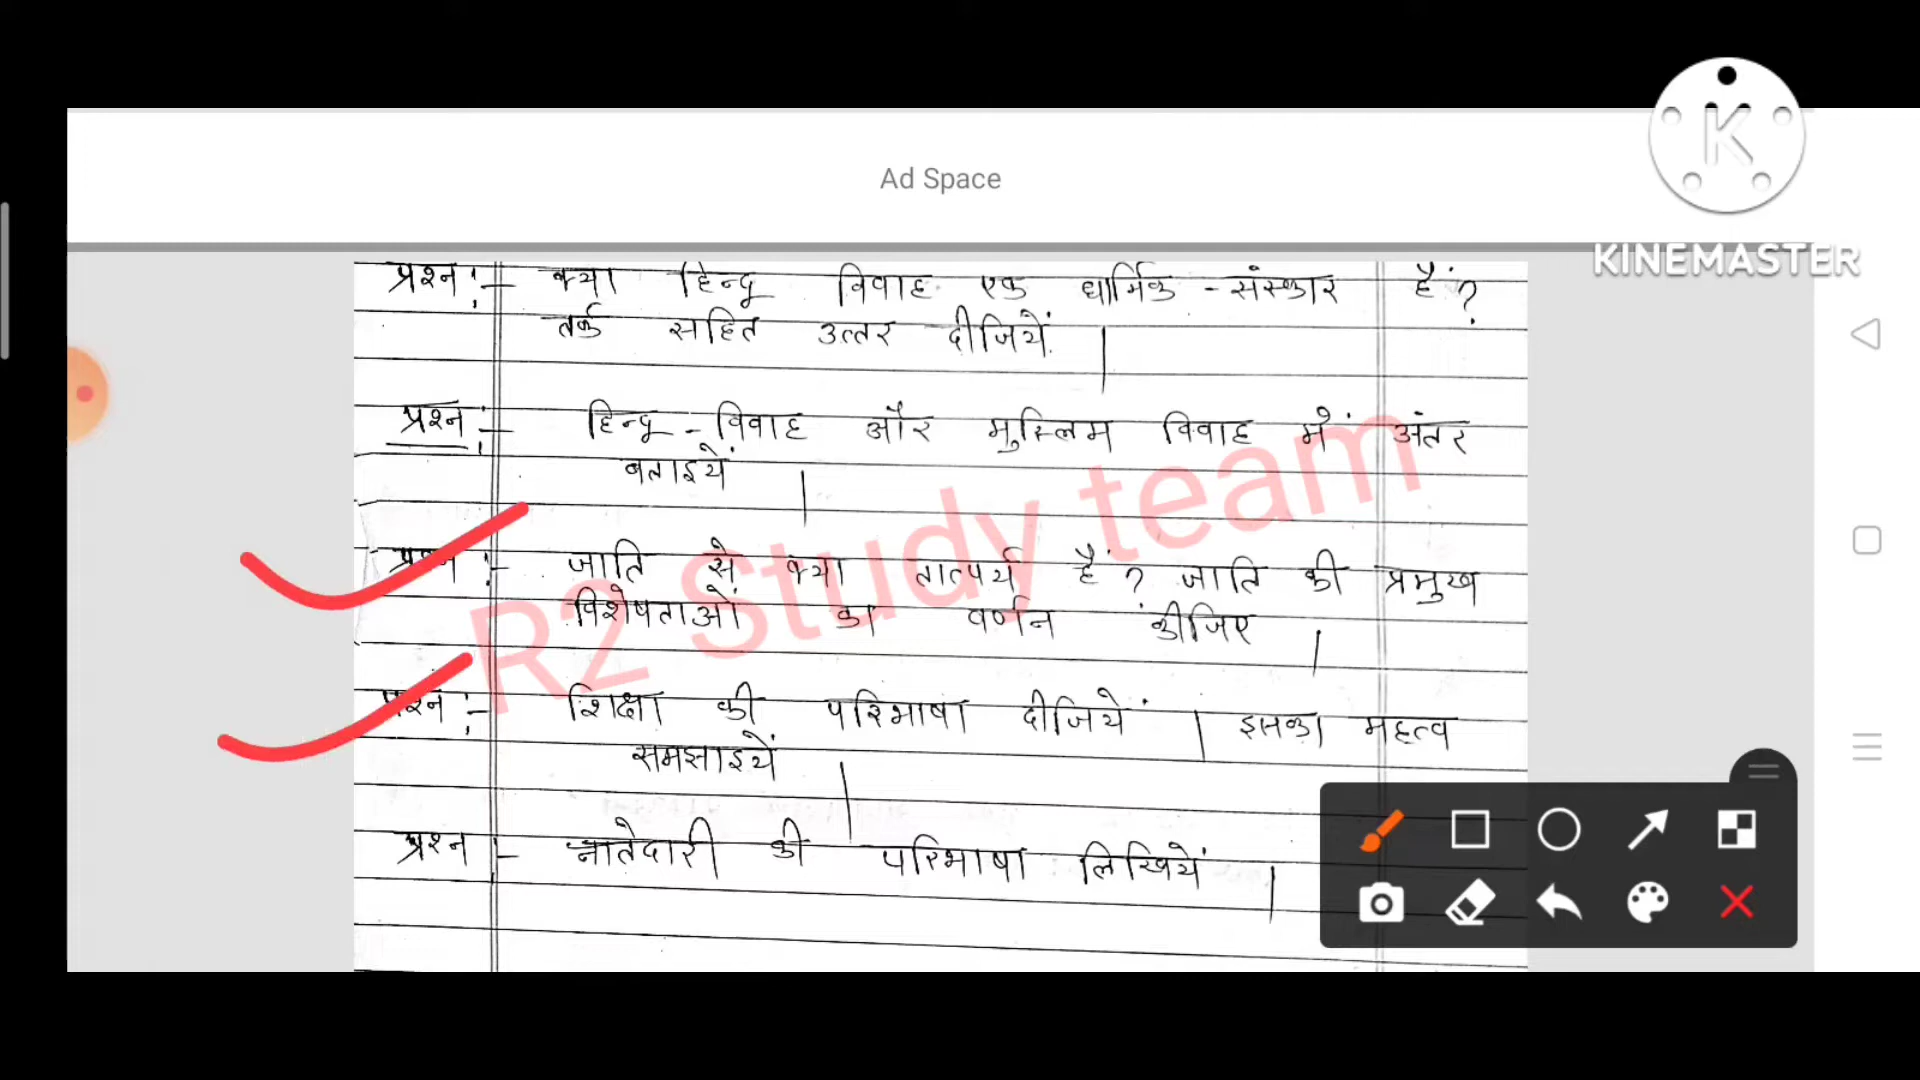 Ad Space
K
KINEMASTER
प्रश्न :- क्या हिन्दू विवाह एक धार्मिक - संस्कार हैं ?
तर्क सहित उत्तर दीजियें |
प्रश्न :- हिन्दू - विवाह और मुस्लिम विवाह में अंतर
बताइयें |
प्रश्न :- जाति से क्या तात्पर्य हैं ? जाति की प्रमुख
विशेषताओं का वर्णन कीजिए |
प्रश्न :- शिक्षा की परिभाषा दीजियें | इसका महत्व
समझाइयें |
प्रश्न :- नातेदारी की परिभाषा लिखियें |
R2 Study team